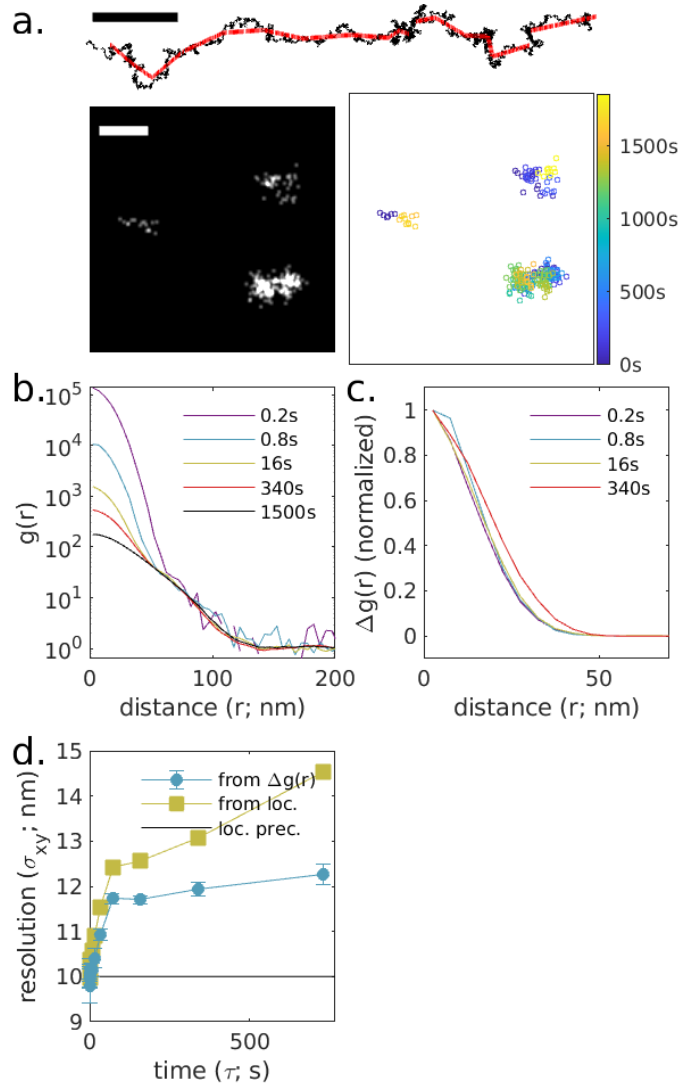 a.
1500s
1000s
500s
0s
b.
g(r)
10^5
10^4
10^3
10^2
10^1
10^0
0.2s
0.8s
16s
340s
1500s
0
100
200
distance (r; nm)
c.
Δg(r) (normalized)
1
0.8
0.6
0.4
0.2
0
0.2s
0.8s
16s
340s
0
50
distance (r; nm)
d.
resolution (σ_xy; nm)
15
14
13
12
11
10
9
from Δg(r)
from loc.
loc. prec.
0
500
time (τ; s)